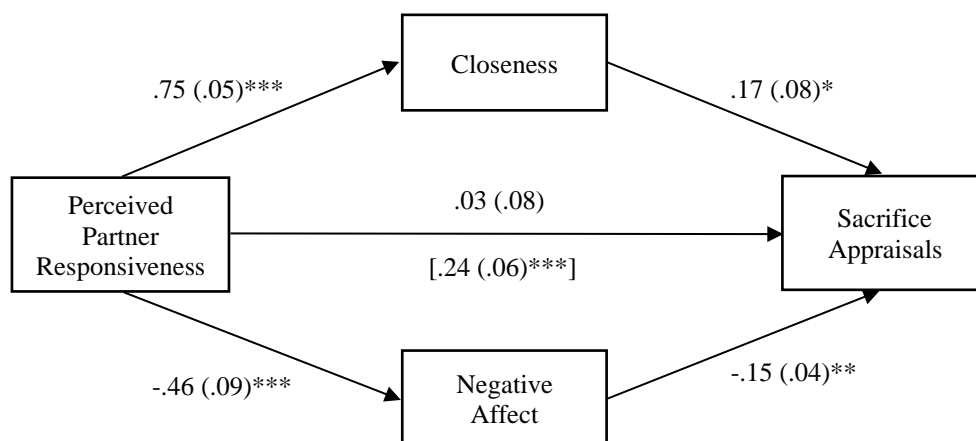 Closeness
.75 (.05)***
.17 (.08)*
Perceived
Partner
Responsiveness
.03 (.08)
[.24 (.06)***]
Sacrifice
Appraisals
-.46 (.09)***
Negative
Affect
-.15 (.04)**